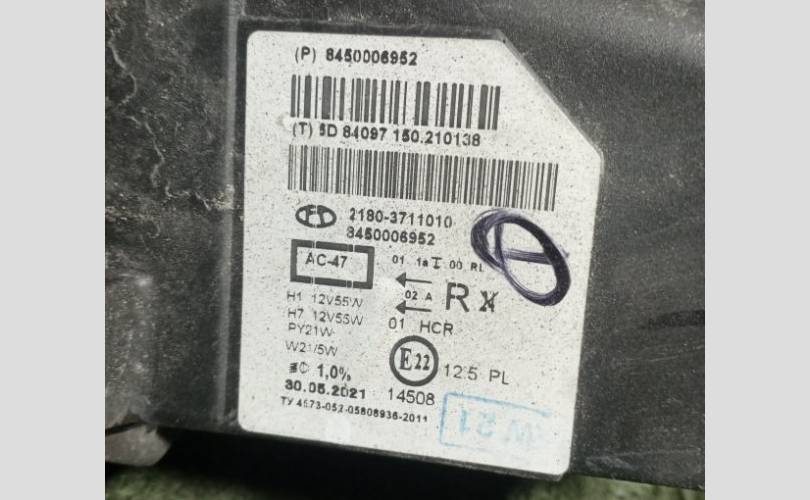 (P) 8450006952
(T) 5D 84097 150.210138
2180-3711010
8450006952
AC-47
01 1a I 00 RL
02 A
R
H1 12V55W
H7 12V55W
01 HCR
PY21W
W21/5W
E22
12.5 PL
1,0%
30.05.2021
14508
ТУ 4573-052-05808936-2011
W21